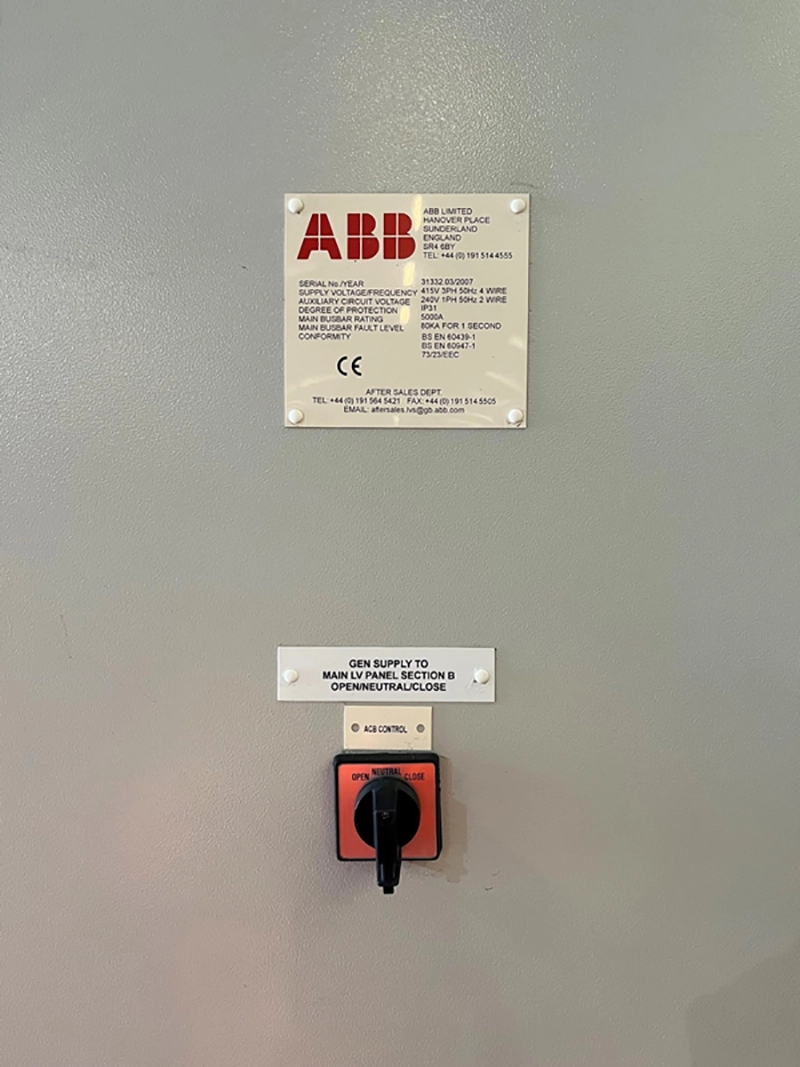 ABB
ABB LIMITED
HANOVER PLACE
SUNDERLAND
ENGLAND
SR4 6BY
TEL: +44 (0) 191 514 4555
SERIAL No./YEAR 31332.03/2007
SUPPLY VOLTAGE/FREQUENCY 415V 3PH 50Hz 4 WIRE
AUXILIARY CIRCUIT VOLTAGE 240V 1PH 50Hz 2 WIRE
DEGREE OF PROTECTION IP31
MAIN BUSBAR RATING 5000A
MAIN BUSBAR FAULT LEVEL 80KA FOR 1 SECOND
CONFORMITY BS EN 60439-1
BS EN 60947-1
73/23/EEC
CE
AFTER SALES DEPT.
TEL: +44 (0) 191 564 5421 FAX: +44 (0) 191 514 5505
EMAIL: aftersales.lvs@gb.abb.com
GEN SUPPLY TO
MAIN LV PANEL SECTION B
OPEN/NEUTRAL/CLOSE
ACB CONTROL
OPEN NEUTRAL CLOSE